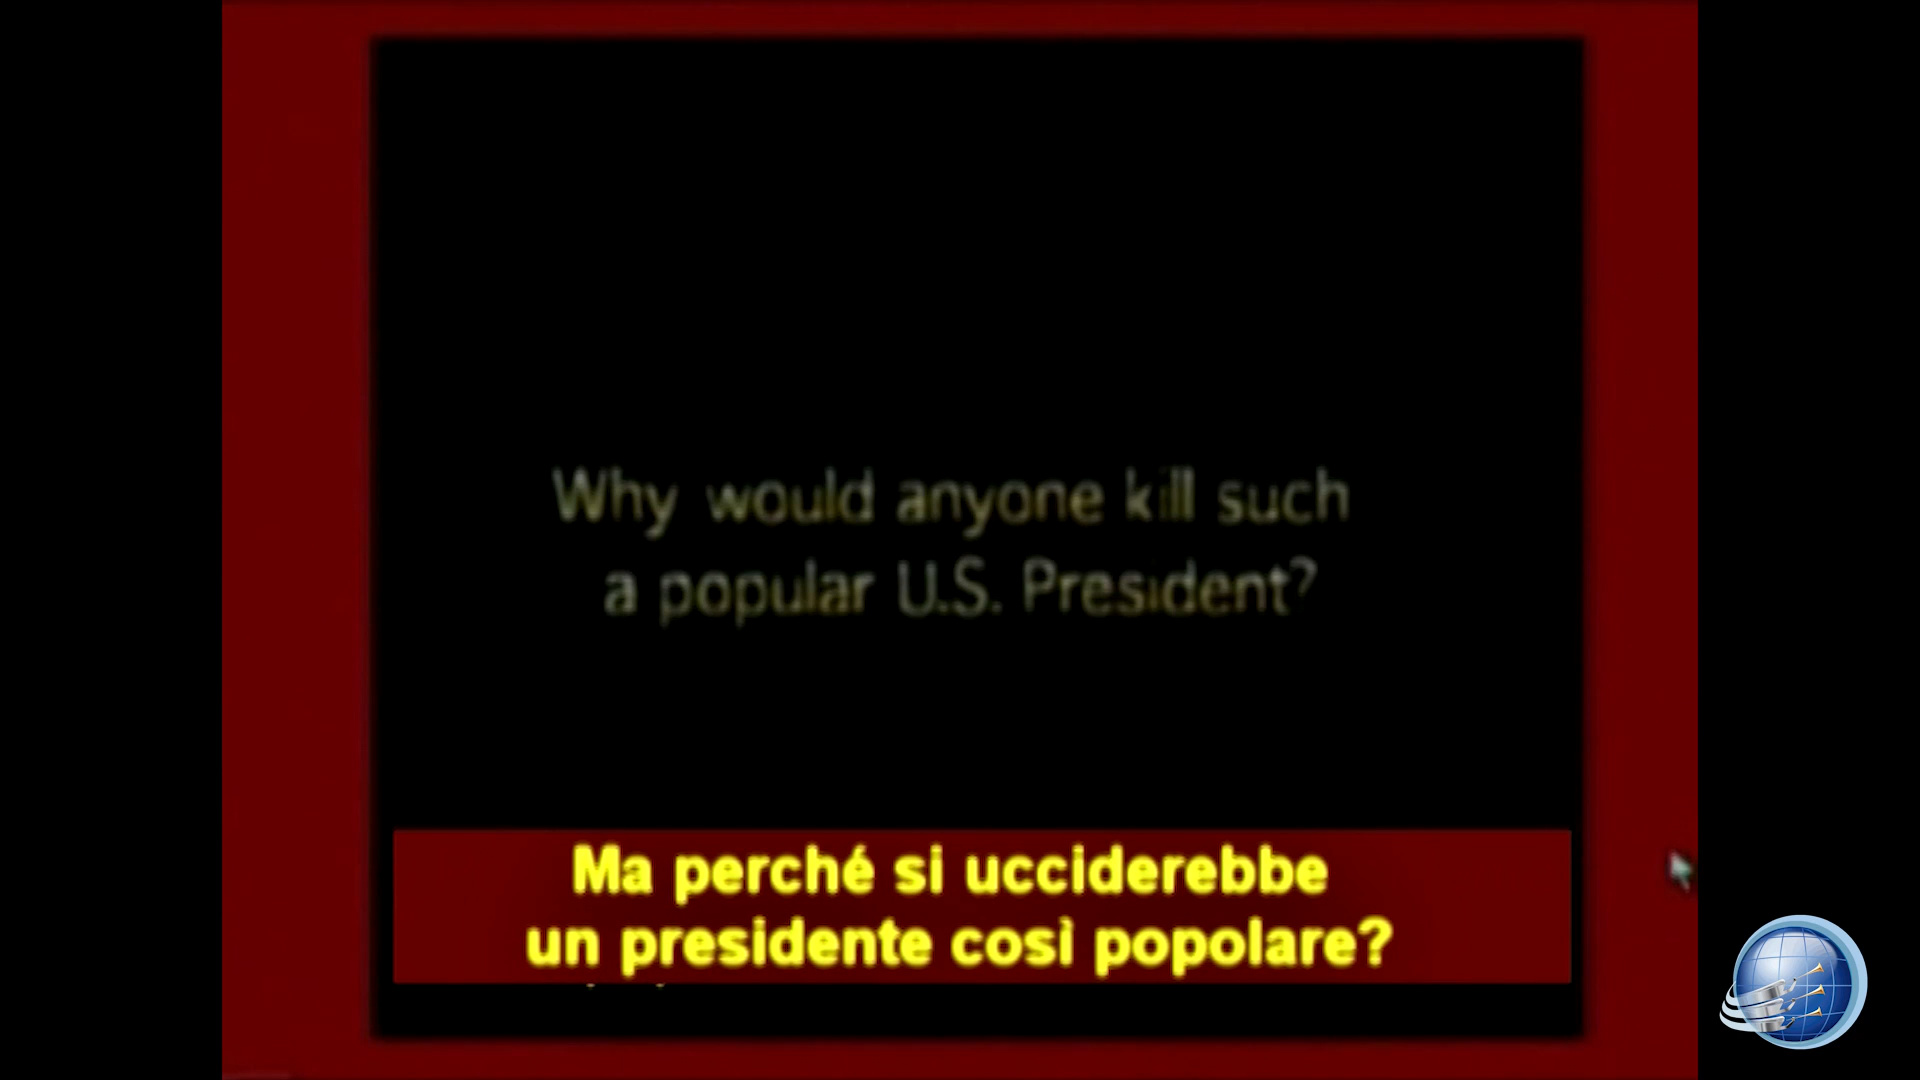 Why would anyone kill such
a popular U.S. President?
Ma perché si ucciderebbe
un presidente così popolare?